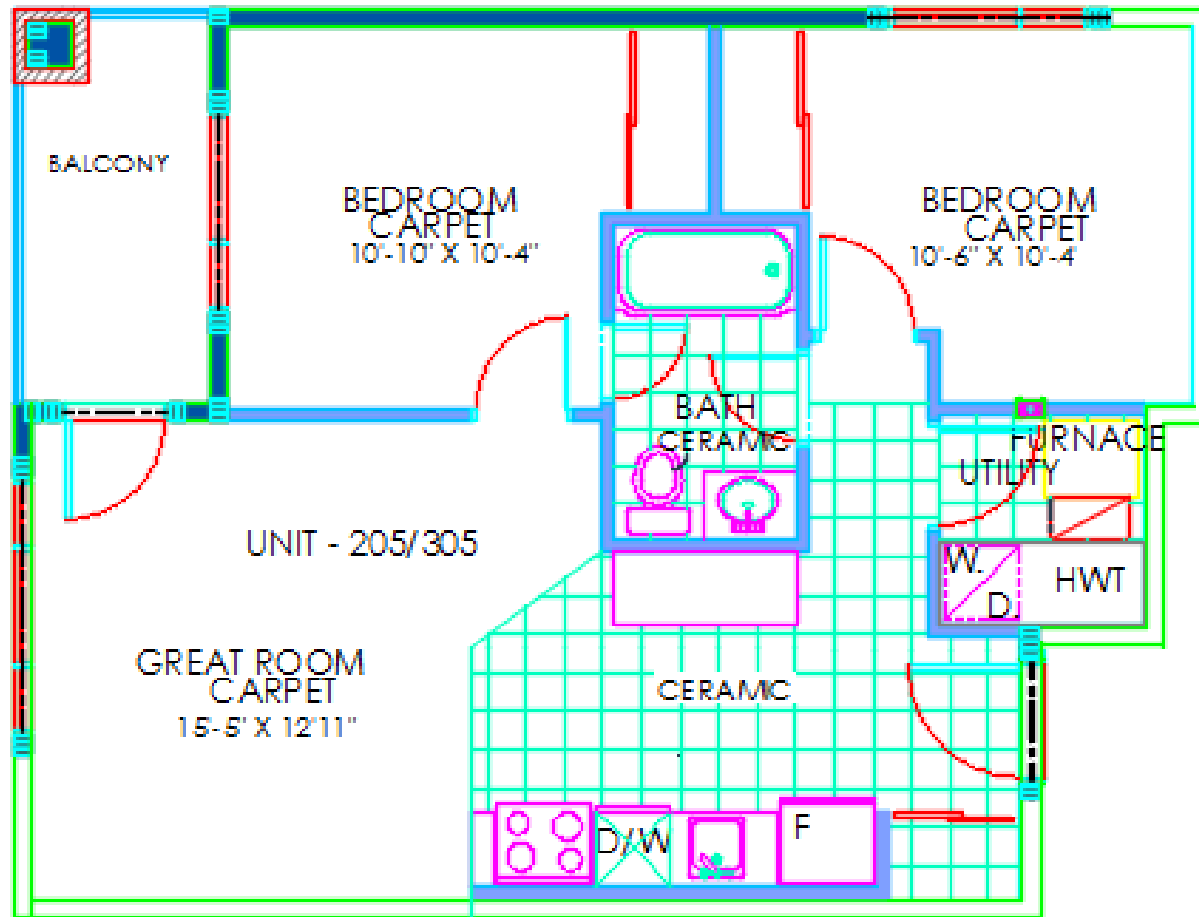 BALCONY
BEDROOM
CARPET
10'-10" X 10'-4"
BEDROOM
CARPET
10'-6" X 10'-4
BATH
CERAMIC
FURNACE
UTILITY
W.
D.
HWT
UNIT - 205/305
GREAT ROOM
CARPET
15'-5' X 12'11"
CERAMIC
D/W
F